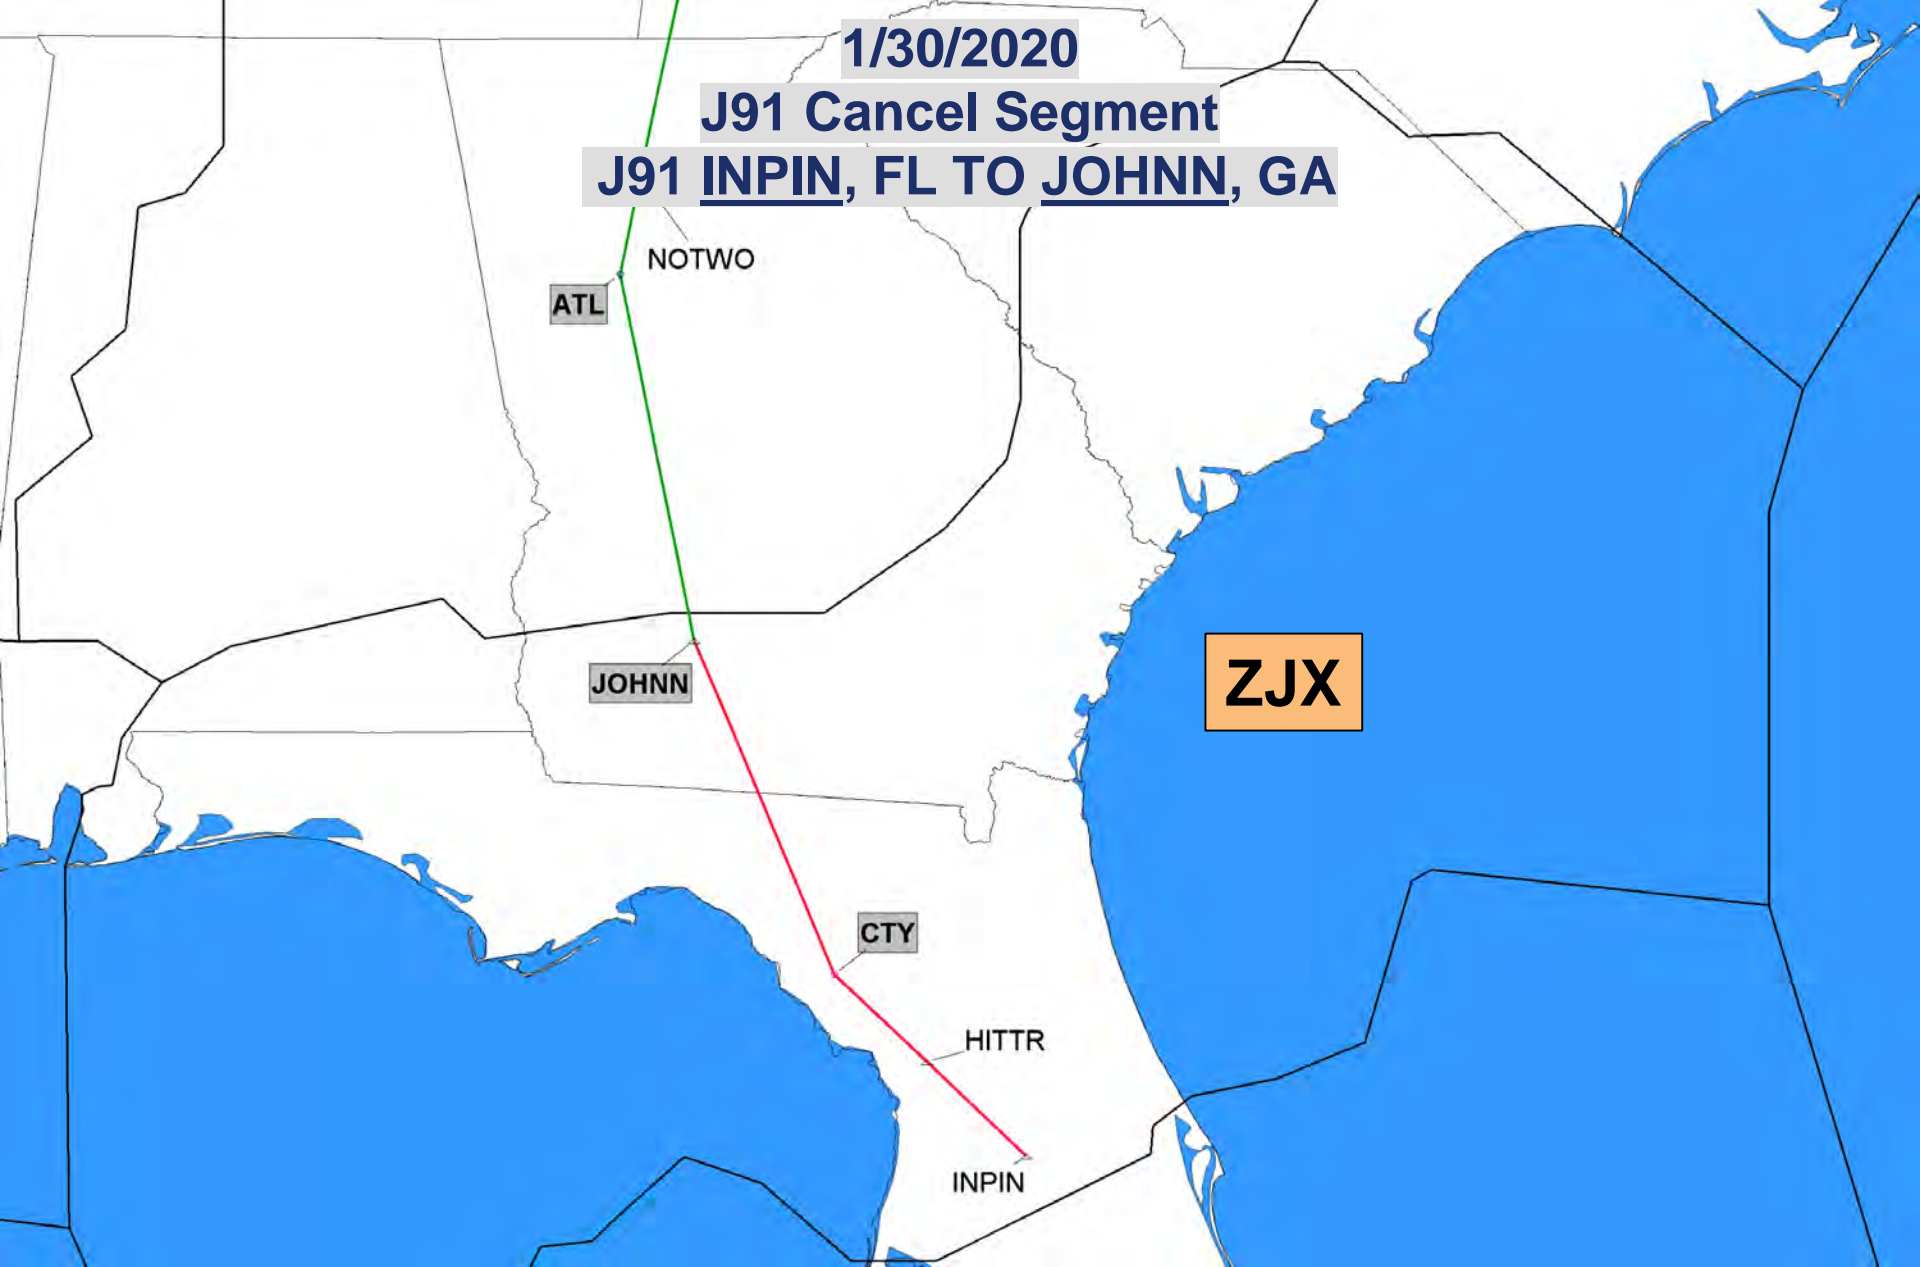 1/30/2020
J91 Cancel Segment
J91 INPIN, FL TO JOHNN, GA
NOTWO
ATL
JOHNN
ZJX
CTY
HITTR
INPIN